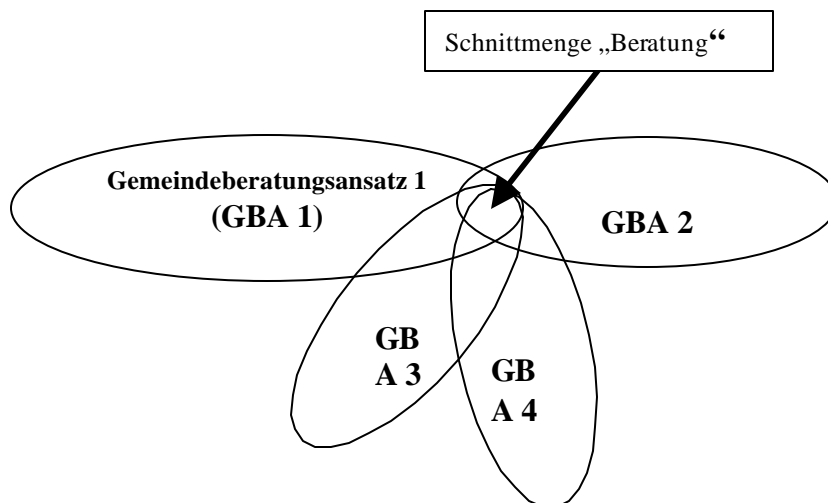 Schnittmenge „Beratung“
Gemeindeberatungsansatz 1
(GBA 1)
GBA 2
GB
A 3
GB
A 4